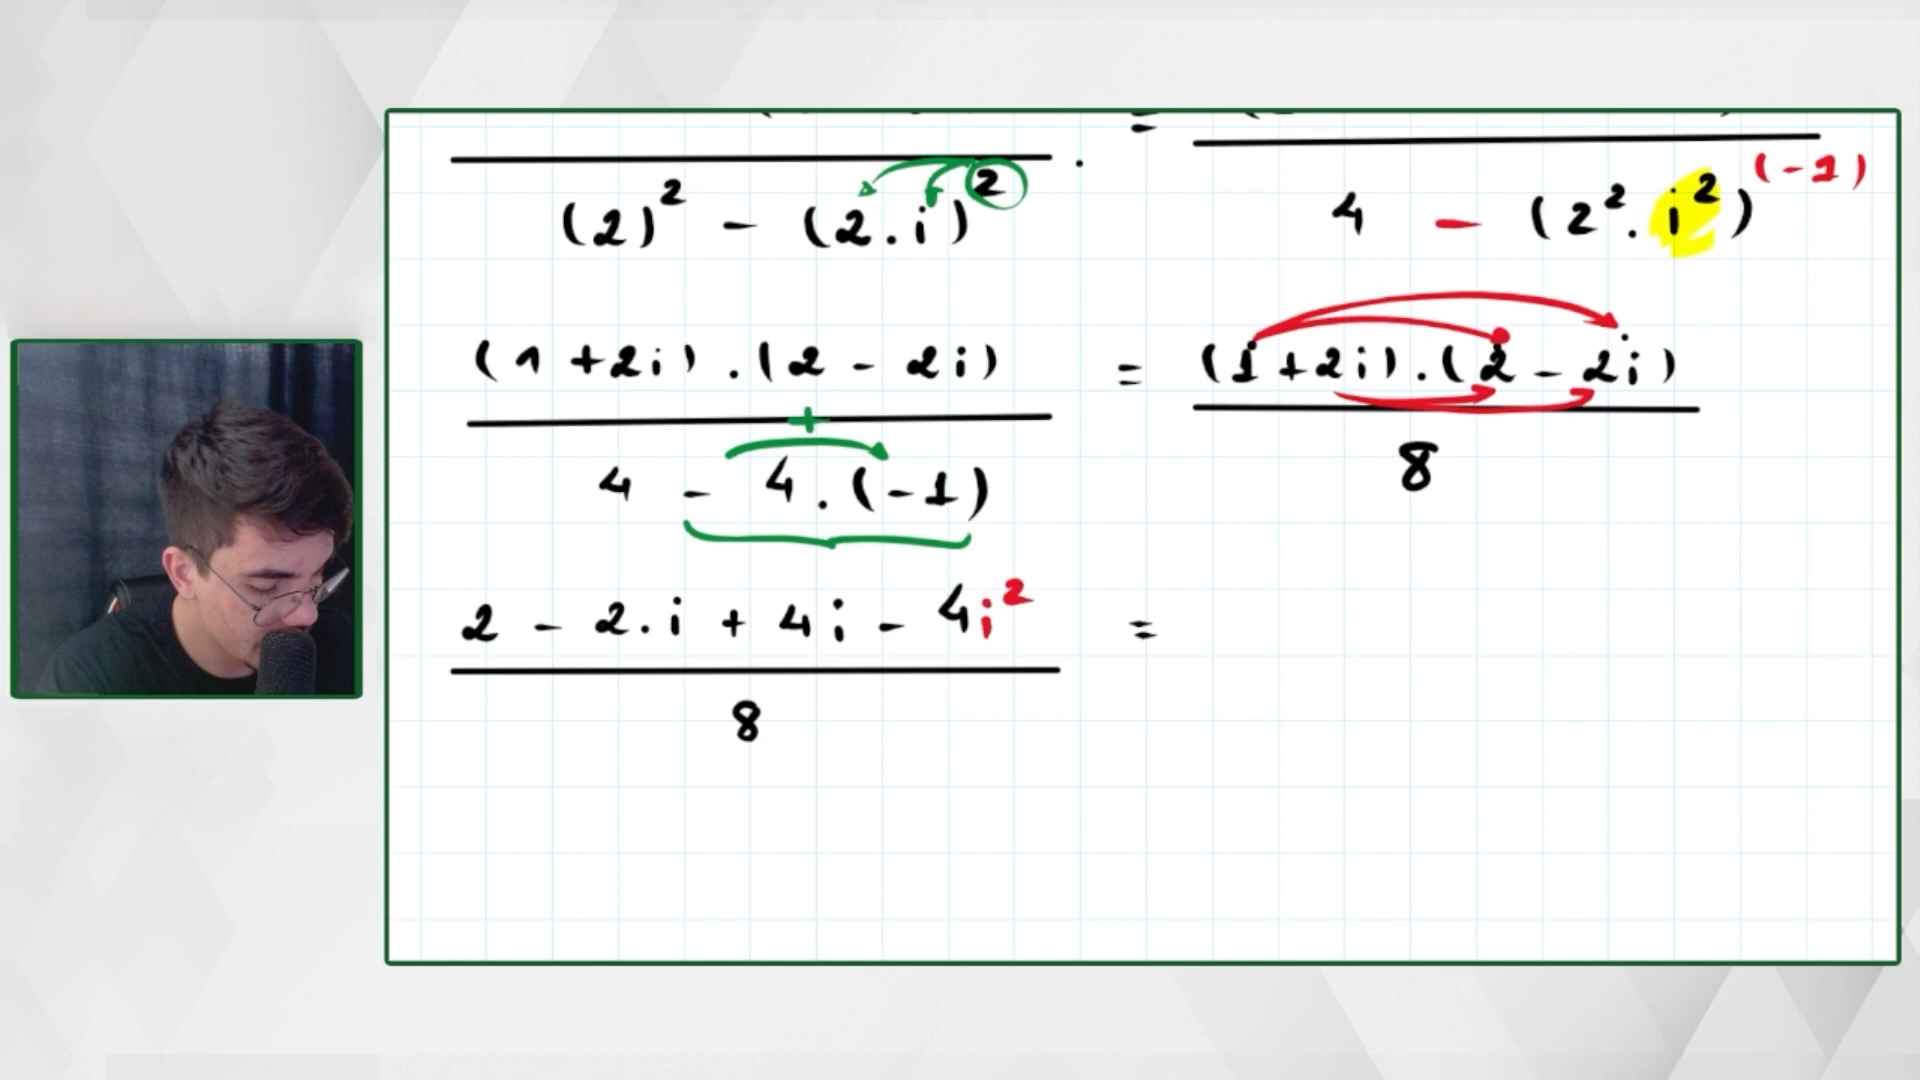 = 
(2)² - (2.i)² . 4 - (2².i²) (-1)
(1+2i).(2 - 2i) = (1+2i).(2 - 2i)
+
4 - 4.(-1) 8
2 - 2.i + 4i - 4i² =
8